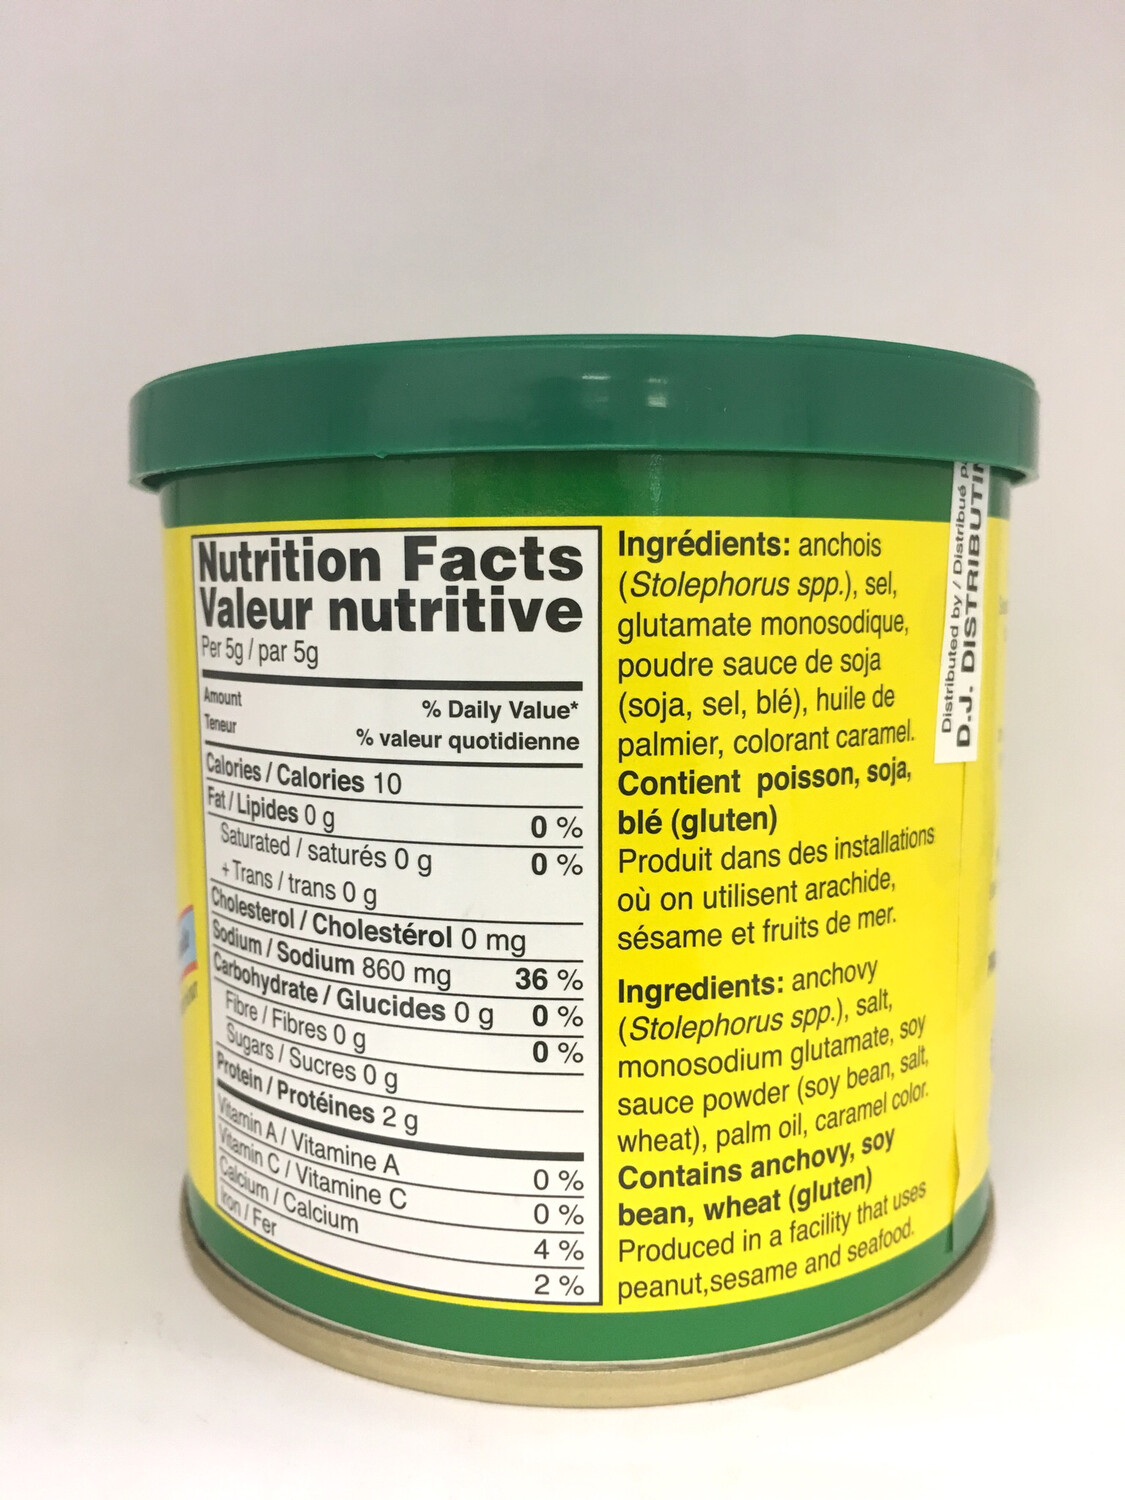 Nutrition Facts
Valeur nutritive
Per 5g / par 5g
Amount
Teneur
% Daily Value*
% valeur quotidienne
Calories / Calories 10
Fat / Lipides 0 g 0 %
Saturated / saturés 0 g 0 %
+ Trans / trans 0 g
Cholesterol / Cholestérol 0 mg
Sodium / Sodium 860 mg 36 %
Carbohydrate / Glucides 0 g 0 %
Fibre / Fibres 0 g 0 %
Sugars / Sucres 0 g
Protein / Protéines 2 g
Vitamin A / Vitamine A 0 %
Vitamin C / Vitamine C 0 %
Calcium / Calcium 4 %
Iron / Fer 2 %
Ingrédients: anchois
(Stolephorus spp.), sel,
glutamate monosodique,
poudre sauce de soja
(soja, sel, blé), huile de
palmier, colorant caramel.
Contient poisson, soja,
blé (gluten)
Produit dans des installations
où on utilisent arachide,
sésame et fruits de mer.
Ingredients: anchovy
(Stolephorus spp.), salt,
monosodium glutamate, soy
sauce powder (soy bean, salt,
wheat), palm oil, caramel color.
Contains anchovy, soy
bean, wheat (gluten)
Produced in a facility that uses
peanut,sesame and seafood.
Distributed by / Distribué
D.J.